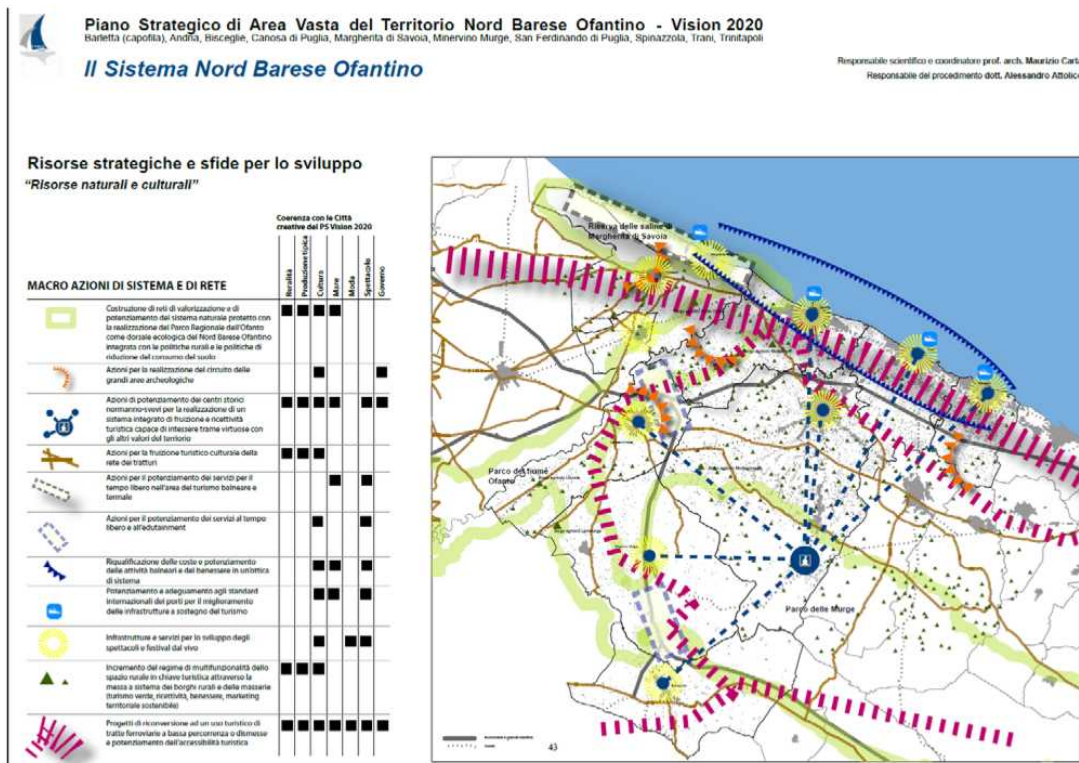 Piano Strategico di Area Vasta del Territorio Nord Barese Ofantino - Vision 2020
Barletta (capofila), Andria, Bisceglie, Canosa di Puglia, Margherita di Savoia, Minervino Murge, San Ferdinando di Puglia, Spinazzola, Trani, Trinitapoli
Il Sistema Nord Barese Ofantino
Responsabile scientifico e coordinatore prof. arch. Maurizio Carta
Responsabile del procedimento dott. Alessandro Attolico
Risorse strategiche e sfide per lo sviluppo
"Risorse naturali e culturali"
Coerenza con le Città
creative del PS Vision 2020
MACRO AZIONI DI SISTEMA E DI RETE
Ruralità
Produzione tipica
Cultura
Mare
Moda
Spettacolo
Governo
Costruzione di reti di valorizzazione e di
potenziamento del sistema naturale protetto con
la realizzazione del Parco Regionale dell'Ofanto
come dorsale ecologica del Nord Barese Ofantino
integrata con le politiche rurali e le politiche di
riduzione del consumo del suolo
Azioni per la realizzazione del circuito delle
grandi aree archeologiche
Azioni di potenziamento dei centri storici
normanno-svevi per la realizzazione di un
sistema integrato di fruizione e ricettività
turistica capaz di intessere trame virtuose con
gli altri valori del territorio
Azioni per la fruizione turistico culturale della
rete dei tratturi
Azioni per il potenziamento dei servizi per il
tempo libero nell'area del turismo balneare e
termale
Azioni per il potenziamento dei servizi al tempo
libero e all'edutainment
Riqualificazione delle coste e potenziamento
delle attività balneari e del benessere in un'ottica
di sistema
Potenziamento e adeguamento agli standard
internazionali dei porti per il miglioramento
delle infrastrutture a sostegno del turismo
Infrastrutture e servizi per lo sviluppo degli
spettacoli e festival dal vivo
Incremento del regime di multifunzionalità dello
spazio rurale in chiave turistica attraverso la
messa a sistema dei borghi rurali e delle masserie
(turismo verde, ricettività, benessere, marketing
territoriale sostenibile)
Progetti di riconversione ad un uso turistico di
tratte ferroviarie a bassa percorrenza o dismesse
e potenziamento dell'accessibilità turistica
Riserva delle saline di
Margherita di Savoia
Parco del fiume
Ofanto
Parco delle Murge
43